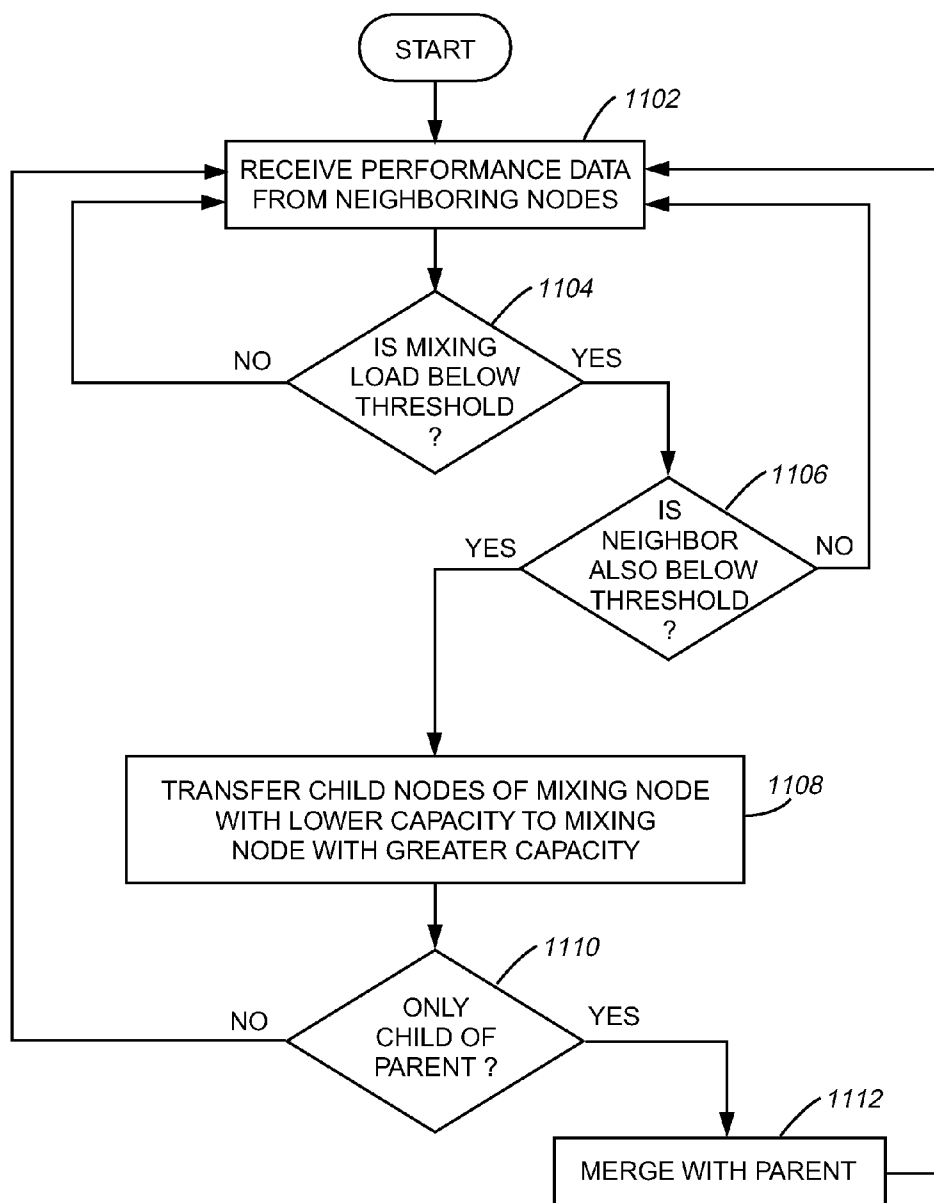 START
1102
RECEIVE PERFORMANCE DATA
FROM NEIGHBORING NODES
1104
NO
IS MIXING
LOAD BELOW
THRESHOLD
?
YES
1106
YES
IS
NEIGHBOR
ALSO BELOW
THRESHOLD
?
NO
TRANSFER CHILD NODES OF MIXING NODE
WITH LOWER CAPACITY TO MIXING
NODE WITH GREATER CAPACITY
1108
1110
NO
ONLY
CHILD OF
PARENT ?
YES
1112
MERGE WITH PARENT